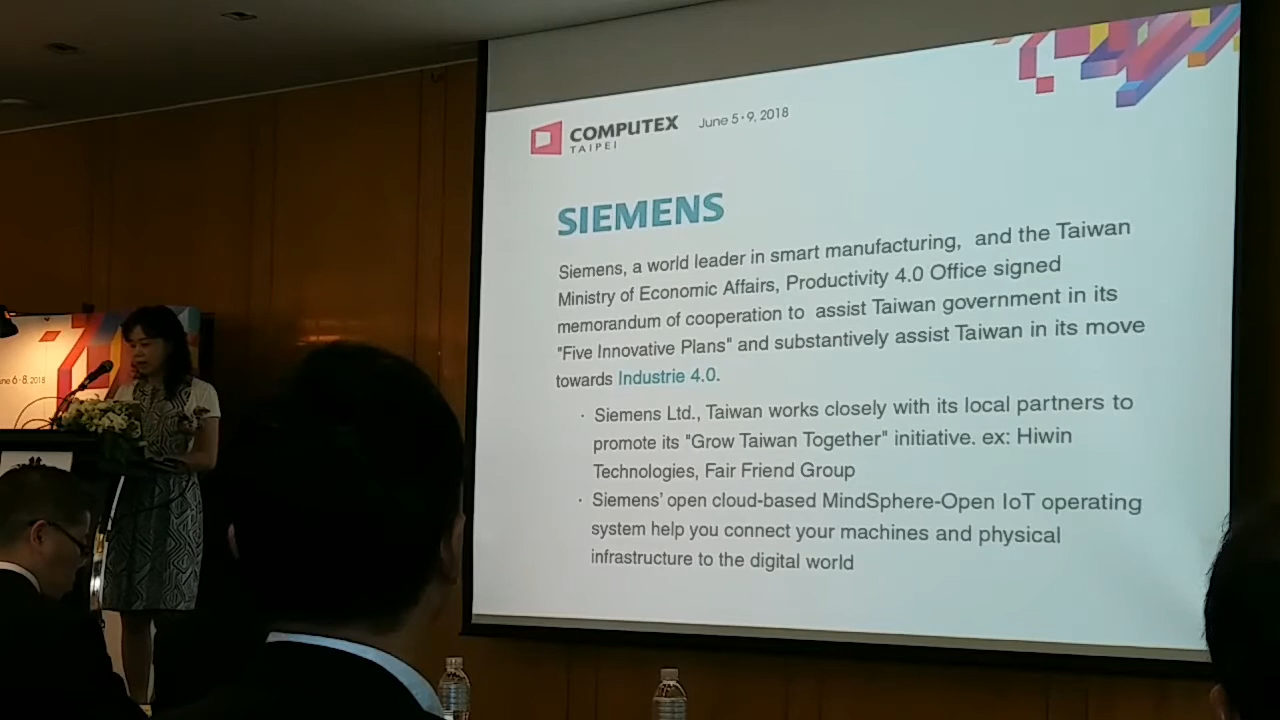 COMPUTEX
TAIPEI
June 5・9, 2018
SIEMENS
Siemens, a world leader in smart manufacturing, and the Taiwan
Ministry of Economic Affairs, Productivity 4.0 Office signed
memorandum of cooperation to assist Taiwan government in its
"Five Innovative Plans" and substantively assist Taiwan in its move
towards Industrie 4.0.
· Siemens Ltd., Taiwan works closely with its local partners to
promote its "Grow Taiwan Together" initiative. ex: Hiwin
Technologies, Fair Friend Group
· Siemens' open cloud-based MindSphere-Open IoT operating
system help you connect your machines and physical
infrastructure to the digital world
6-8, 2018